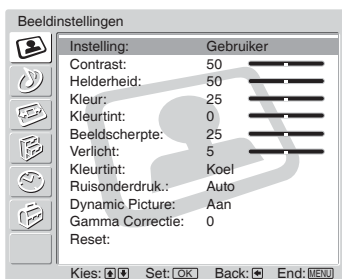 Beeldinstellingen
Instelling: Gebruiker
Contrast: 50
Helderheid: 50
Kleur: 25
Kleurtint: 0
Beeldscherpte: 25
Verlicht: 5
Kleurtint: Koel
Ruisonderdruk.: Auto
Dynamic Picture: Aan
Gamma Correctie: 0
Reset:
Kies: Set: OK Back: End: MENU